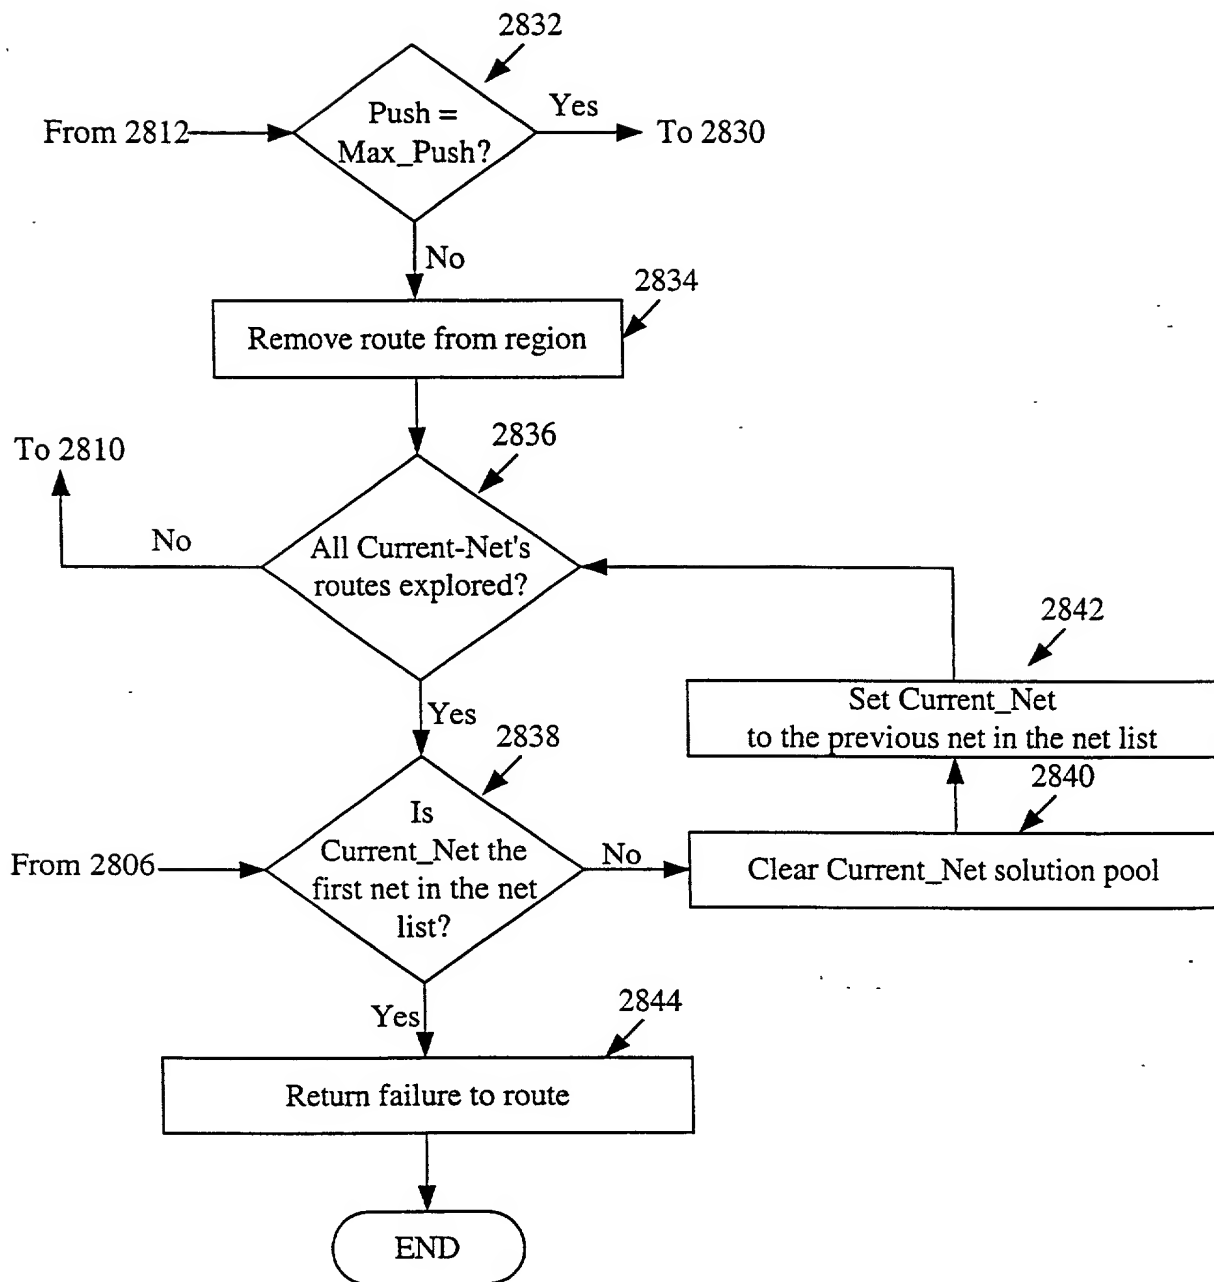 2832
Push =
Max_Push?
From 2812
Yes
To 2830
No
2834
Remove route from region
To 2810
2836
No
All Current-Net's
routes explored?
2842
Set Current_Net
to the previous net in the net list
Yes
2838
2840
Is
Current_Net the
first net in the net
list?
From 2806
No
Clear Current_Net solution pool
Yes
2844
Return failure to route
END